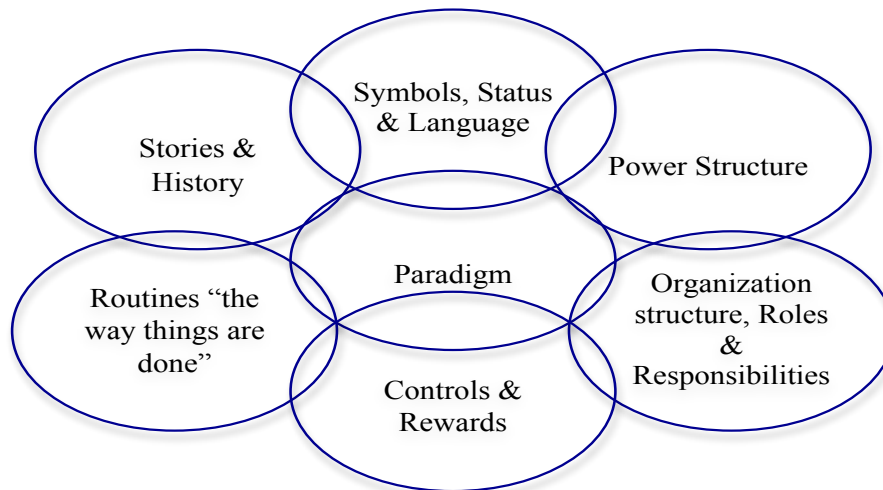 Symbols, Status
& Language
Stories &
History
Power Structure
Paradigm
Routines “the
way things are
done”
Organization
structure, Roles
&
Responsibilities
Controls &
Rewards